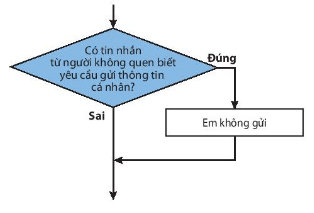 Có tin nhắn
từ người không quen biết
yêu cầu gửi thông tin
cá nhân?
Đúng
Sai
Em không gửi